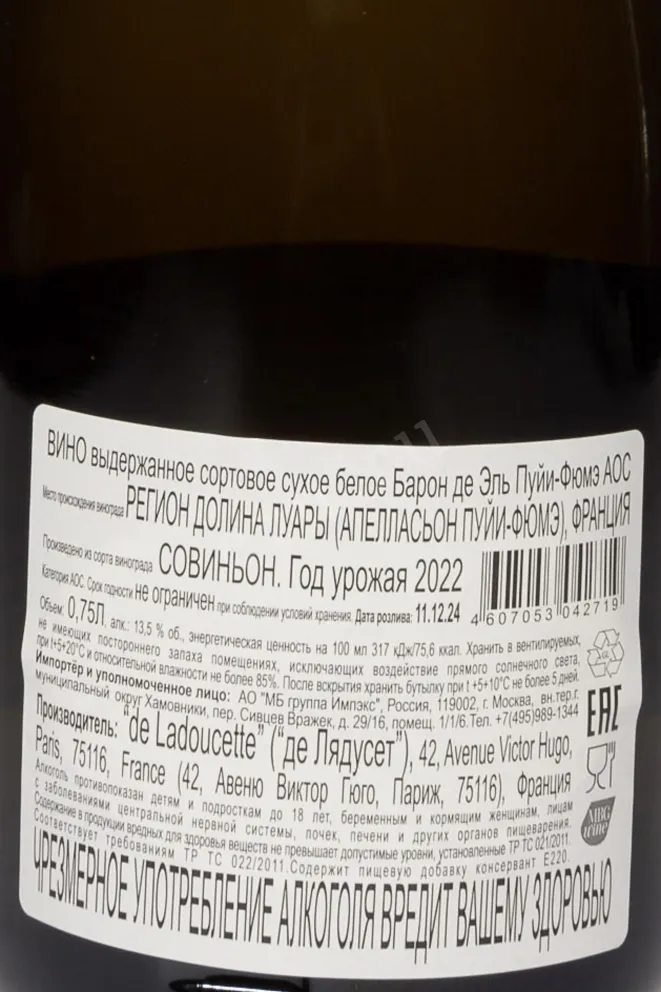 ВИНО выдержанное сортовое сухое белое Барон де Эль Пуйи-Фюмэ АОС
Место происхождения винограда РЕГИОН ДОЛИНА ЛУАРЫ (АПЕЛЛАСЬОН ПУЙИ-ФЮМЭ), ФРАНЦИЯ
Произведено из сорта винограда СОВИНЬОН. Год урожая 2022
Категория АОС. Срок годности не ограничен при соблюдении условий хранения. Дата розлива: 11.12.24
4 607053 042719
Объем: 0,75Л, алк.: 13,5 % об., энергетическая ценность на 100 мл 317 кДж/75,6 ккал. Хранить в вентилируемых,
не имеющих постороннего запаха помещениях, исключающих воздействие прямого солнечного света,
при t+5+20°С и относительной влажности не более 85%. После вскрытия хранить бутылку при t +5+10°С не более 5 дней.
Импортёр и уполномоченное лицо: АО "МБ группа Импэкс", Россия, 119002, г. Москва, вн.тер.г.
муниципальный округ Хамовники, пер. Сивцев Вражек, д. 29/16, помещ. 1/1/6.Тел. +7(495)989-1344
Производитель: "de Ladoucette" ("де Лядусет"), 42, Avenue Victor Hugo,
Paris, 75116, France (42, Авеню Виктор Гюго, Париж, 75116), Франция
Алкоголь противопоказан детям и подросткам до 18 лет, беременным и кормящим женщинам, лицам
с заболеваниями центральной нервной системы, почек, печени и других органов пищеварения.
Содержание в продукции вредных для здоровья веществ не превышает допустимые уровни, установленные ТР ТС 021/2011.
Соответствует требованиям ТР ТС 022/2011.Содержит пищевую добавку консервант Е220.
ЧРЕЗМЕРНОЕ УПОТРЕБЛЕНИЕ АЛКОГОЛЯ ВРЕДИТ ВАШЕМУ ЗДОРОВЬЮ
EAC
MBG
wine